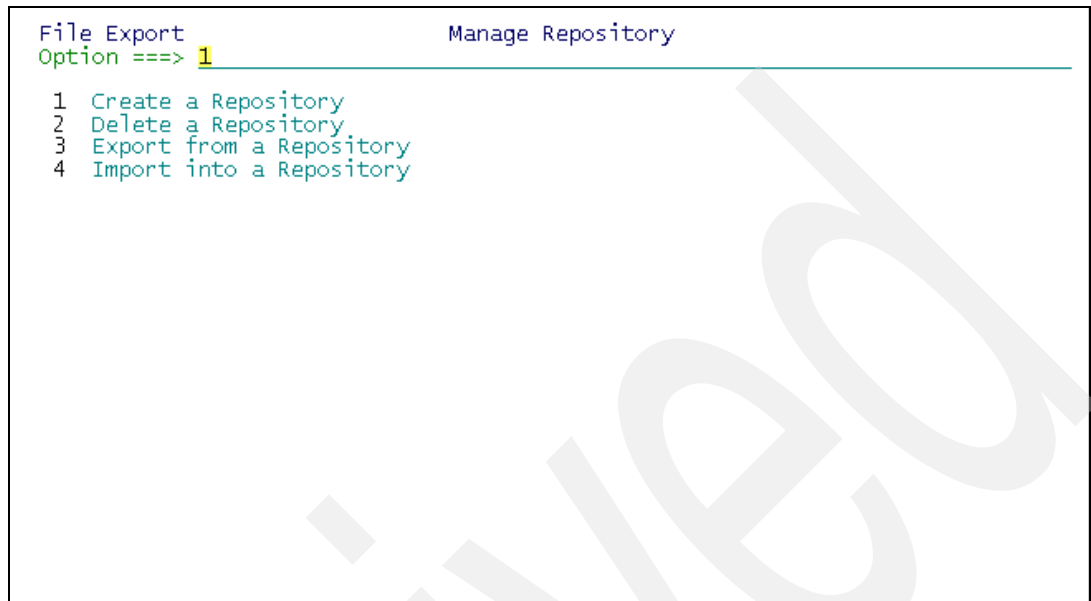 File Export Manage Repository
Option ===> 1
1 Create a Repository
2 Delete a Repository
3 Export from a Repository
4 Import into a Repository
ived